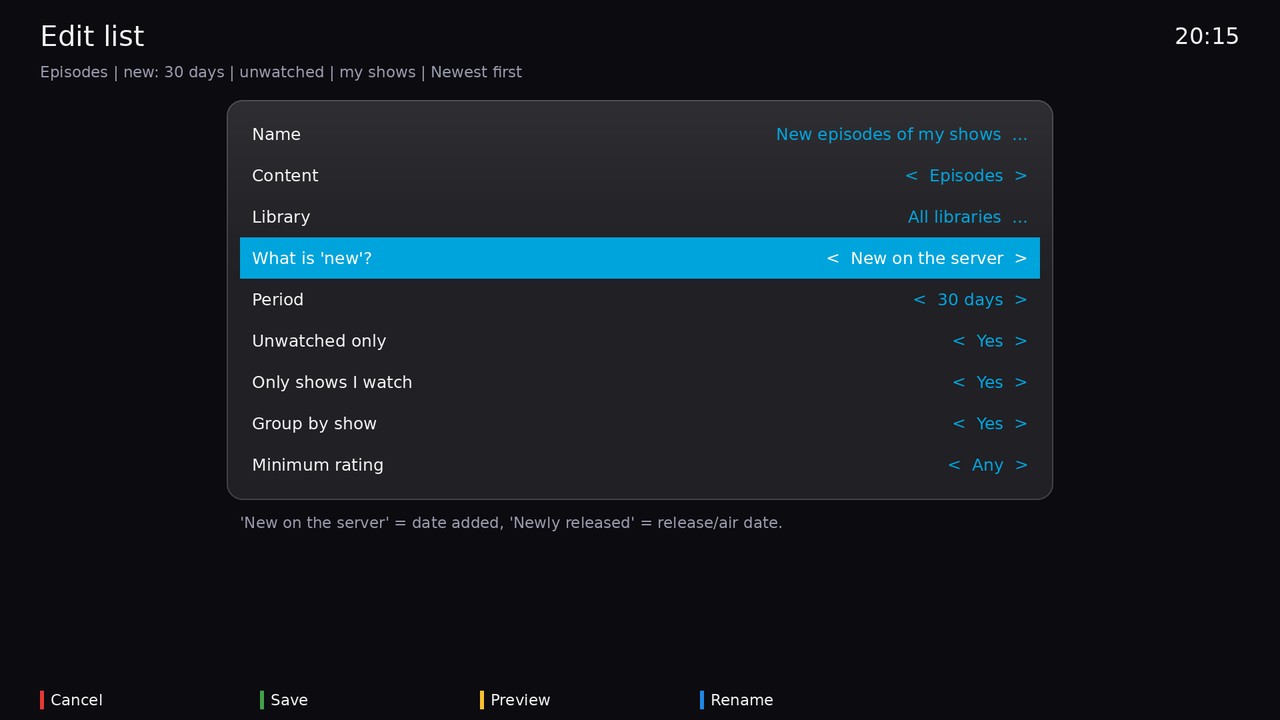 Edit list
20:15
Episodes | new: 30 days | unwatched | my shows | Newest first
Name New episodes of my shows ...
Content < Episodes >
Library All libraries ...
What is 'new'? < New on the server >
Period < 30 days >
Unwatched only < Yes >
Only shows I watch < Yes >
Group by show < Yes >
Minimum rating < Any >
'New on the server' = date added, 'Newly released' = release/air date.
Cancel Save Preview Rename